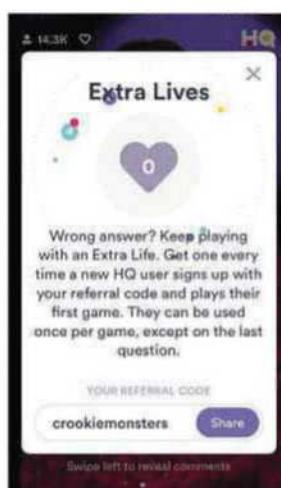 14.3K HQ
Extra Lives
0
Wrong answer? Keep playing
with an Extra Life. Get one every
time a new HQ user signs up with
your referral code and plays their
first game. They can be used
once per game, except on the last
question.
YOUR REFERRAL CODE
crookiemonsters Share
Swipe left to reveal comments